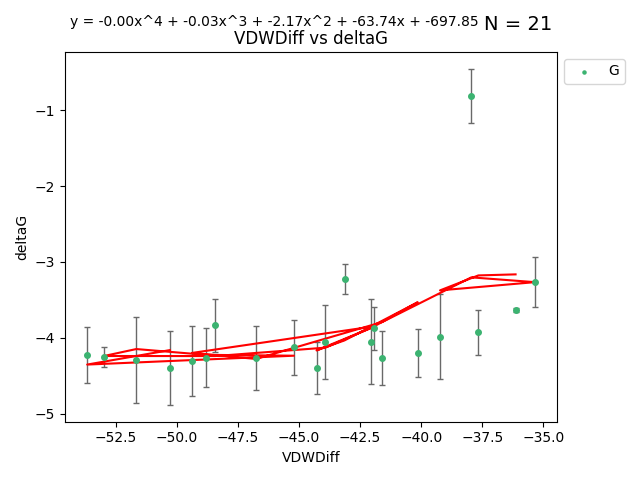 y = -0.00x^4 + -0.03x^3 + -2.17x^2 + -63.74x + -697.85 N = 21
VDWDiff vs deltaG
G
−1
−2
−3
−4
−5
deltaG
−52.5 −50.0 −47.5 −45.0 −42.5 −40.0 −37.5 −35.0
VDWDiff